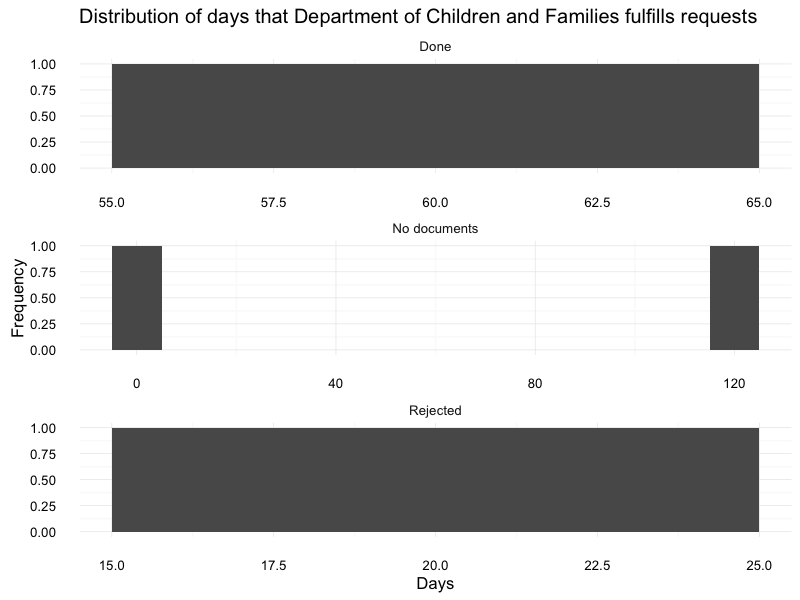 Distribution of days that Department of Children and Families fulfills requests
Done
1.00
0.75
0.50
0.25
0.00
55.0 57.5 60.0 62.5 65.0
No documents
1.00
0.75
0.50
0.25
0.00
Frequency
0 40 80 120
Rejected
1.00
0.75
0.50
0.25
0.00
15.0 17.5 20.0 22.5 25.0
Days